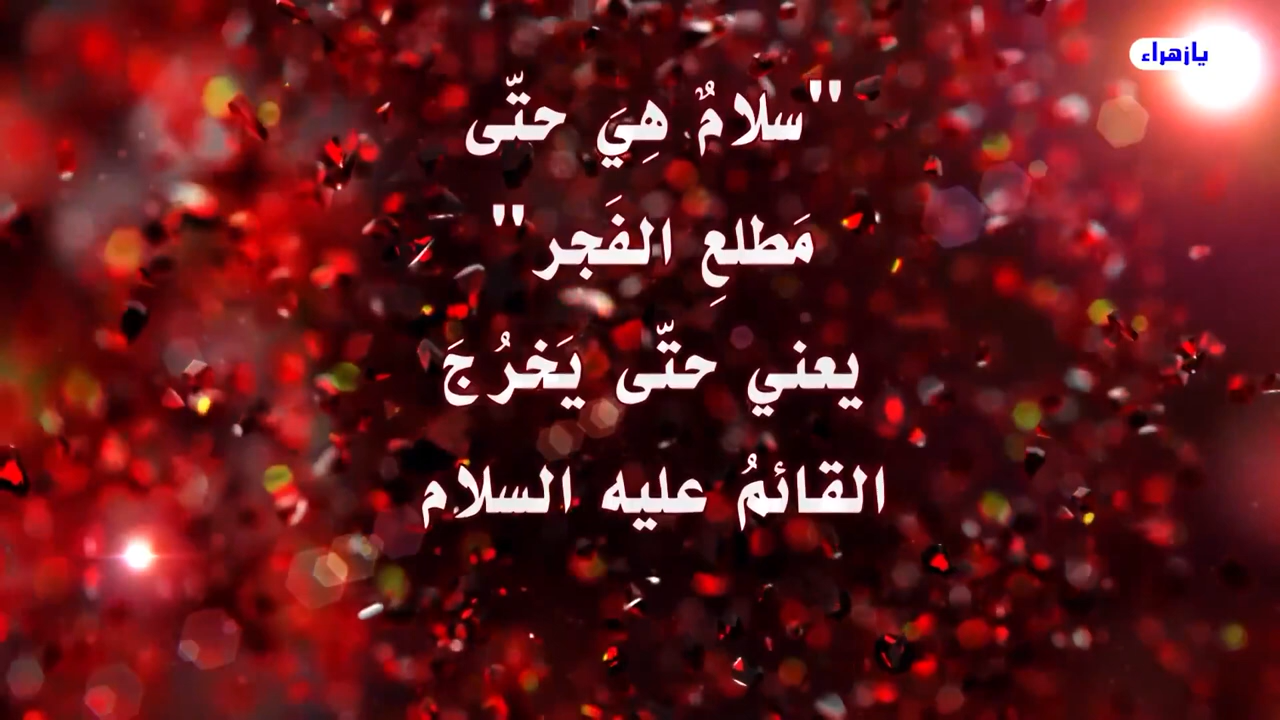 يازهراء
"سلامٌ هِيَ حتّى
مَطلعِ الفَجر"
يعني حتّى يَخرُجَ
القائمُ عليه السلام